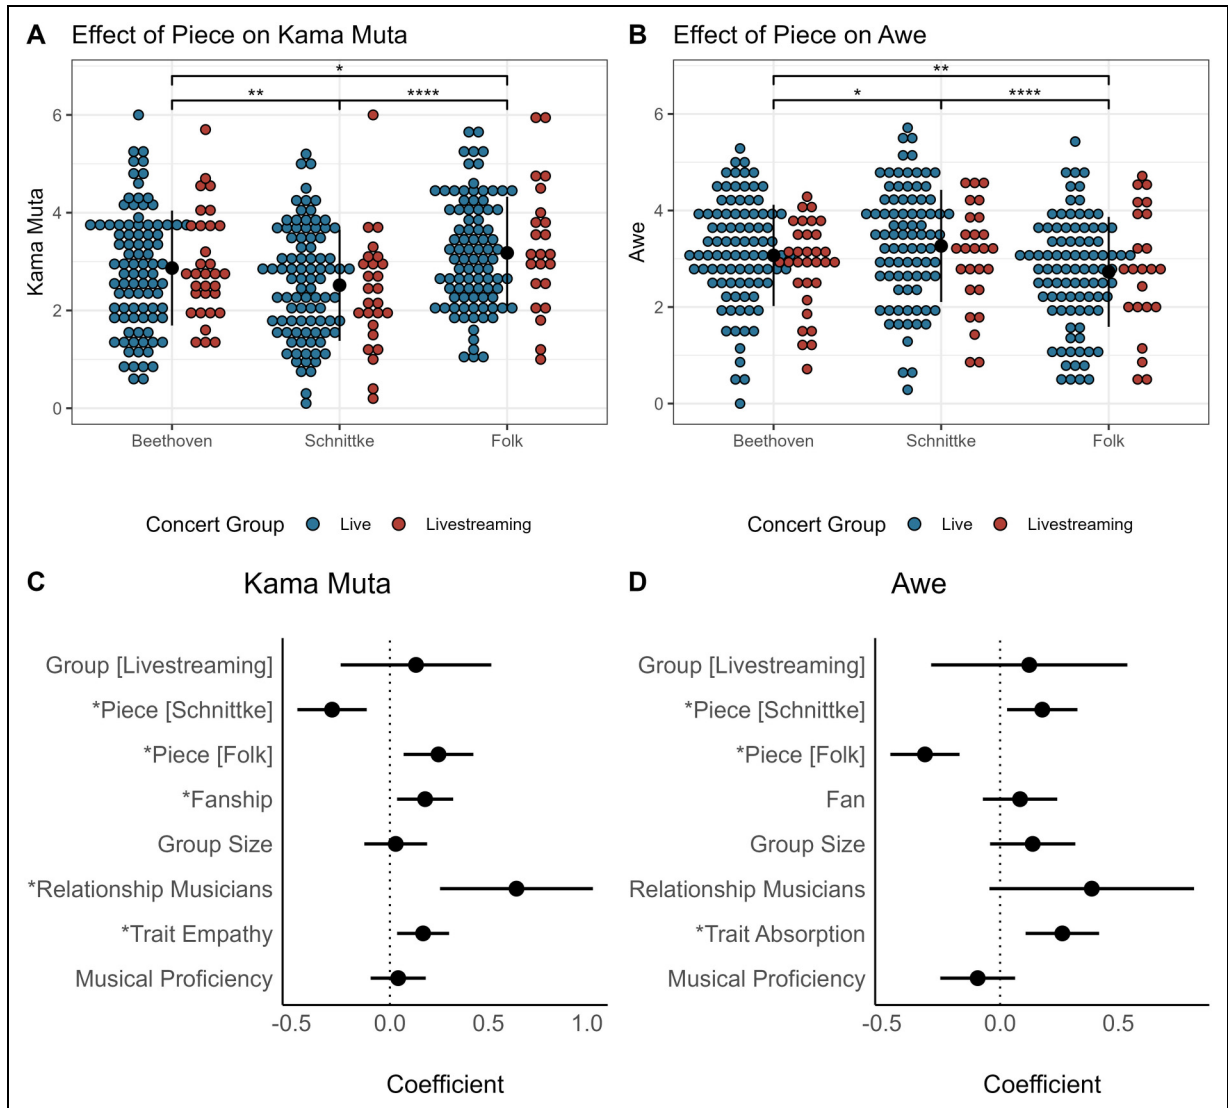 A Effect of Piece on Kama Muta
* 
** ****
Kama Muta
6
4
2
0
Beethoven Schnittke Folk
Concert Group Live Livestreaming
B Effect of Piece on Awe
**
* ****
Awe
6
4
2
0
Beethoven Schnittke Folk
Concert Group Live Livestreaming
C Kama Muta
Group [Livestreaming]
*Piece [Schnittke]
*Piece [Folk]
*Fanship
Group Size
*Relationship Musicians
*Trait Empathy
Musical Proficiency
-0.5 0.0 0.5 1.0
Coefficient
D Awe
Group [Livestreaming]
*Piece [Schnittke]
*Piece [Folk]
Fan
Group Size
Relationship Musicians
*Trait Absorption
Musical Proficiency
-0.5 0.0 0.5
Coefficient